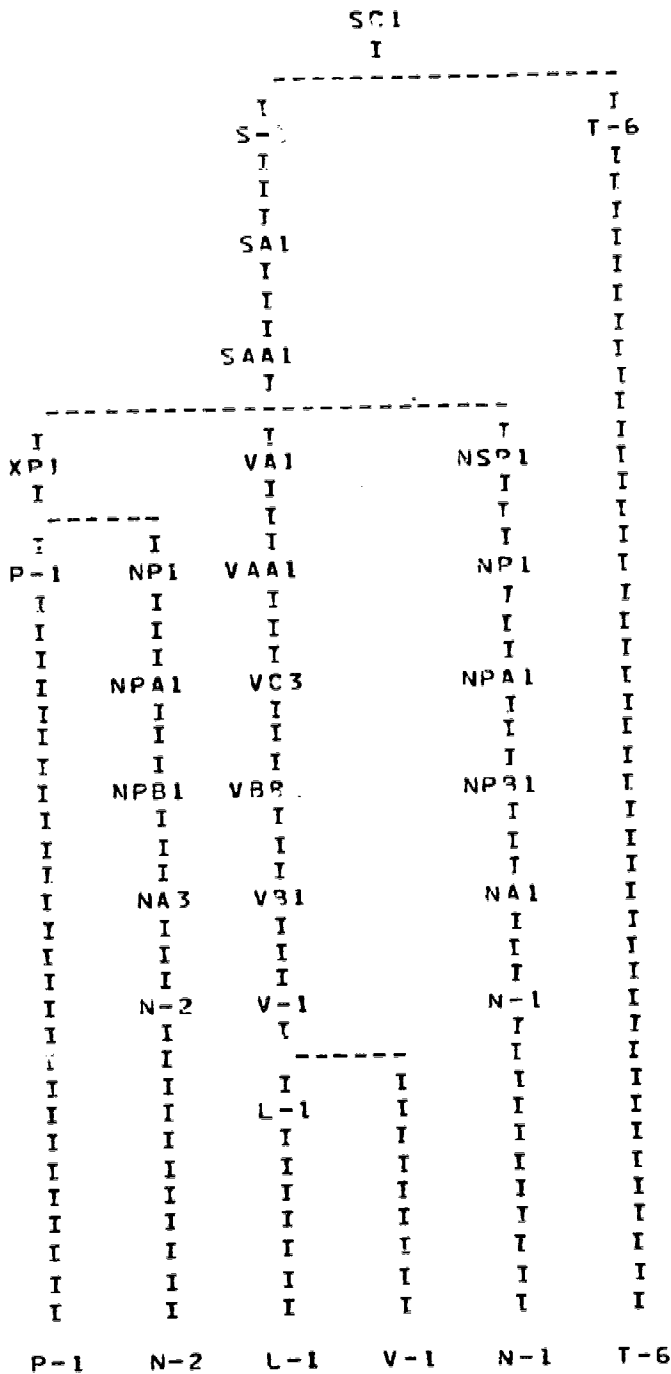 SC1
I
-------------------------
I I
S- T-6
I I
I I
I I
I I
SA1 I
I I
I I
I I
SAA1 I
I I
---------------------------------
I I I I
XP1 VA1 NSP1 I
I I I I
------- I I I
I I I I I
P-1 NP1 VAA1 NP1 I
I I I I I
I I I I I
I I I I I
I NPA1 VC3 NPA1 I
I I I I I
I I I I I
I I I I I
I NPB1 VBB NPB1 I
I I I I I
I I I I I
I I I I I
I NA3 VB1 NA1 I
I I I I I
I I I I I
I I I I I
I N-2 V-1 N-1 I
I I I I I
I I ------- I I
I I I I I I
I I L-1 I I I
I I I I I I
I I I I I I
I I I I I I
I I I I I I
I I I I I I
I I I I I I
I I I I I I
P-1 N-2 L-1 V-1 N-1 T-6